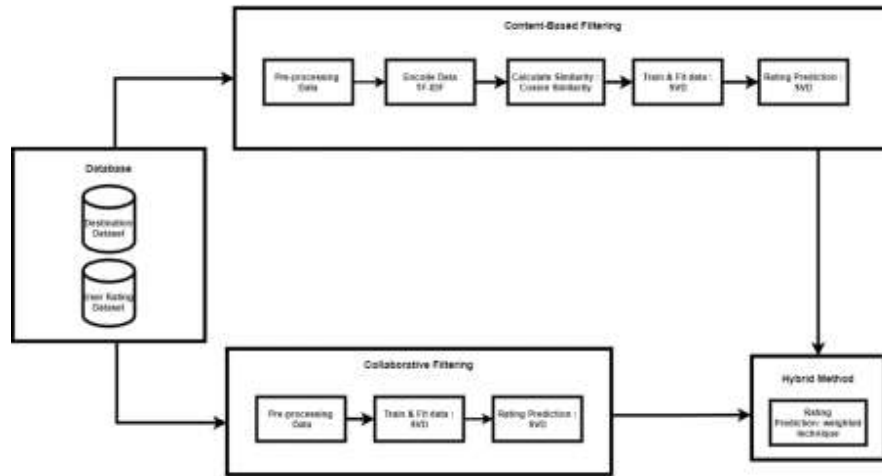 Content-Based Filtering
Pre-processing
Data
Encode Data
TF-IDF
Calculate Similarity :
Cosine Similarity
Train & Fit data :
SVD
Rating Prediction :
SVD
Database
Destination
Dataset
User Rating
Dataset
Collaborative Filtering
Pre-processing
Data
Train & Fit data :
SVD
Rating Prediction :
SVD
Hybrid Method
Rating
Prediction: weighted
technique